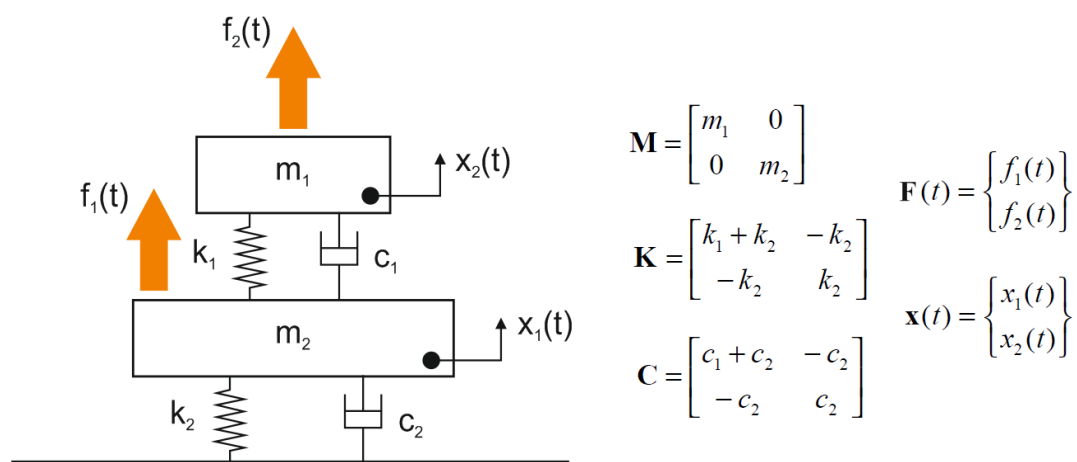 f₂(t)
m₁
x₂(t)
f₁(t)
k₁
c₁
m₂
x₁(t)
k₂
c₂
M = [m₁ 0
0 m₂]
K = [k₁ + k₂ −k₂
−k₂ k₂]
C = [c₁ + c₂ −c₂
−c₂ c₂]
F(t) = {f₁(t)
f₂(t)}
x(t) = {x₁(t)
x₂(t)}